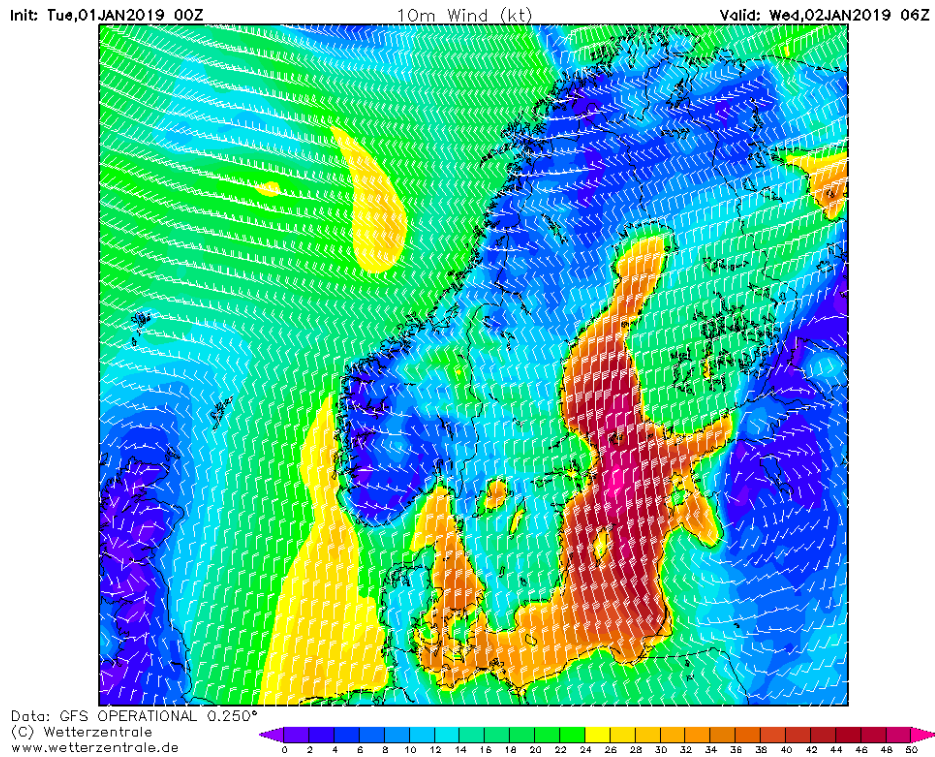 Init: Tue,01JAN2019 00Z 10m Wind (kt) Valid: Wed,02JAN2019 06Z
Data: GFS OPERATIONAL 0.250°
(C) Wetterzentrale
www.wetterzentrale.de
0 2 4 6 8 10 12 14 16 18 20 22 24 26 28 30 32 34 36 38 40 42 44 46 48 50